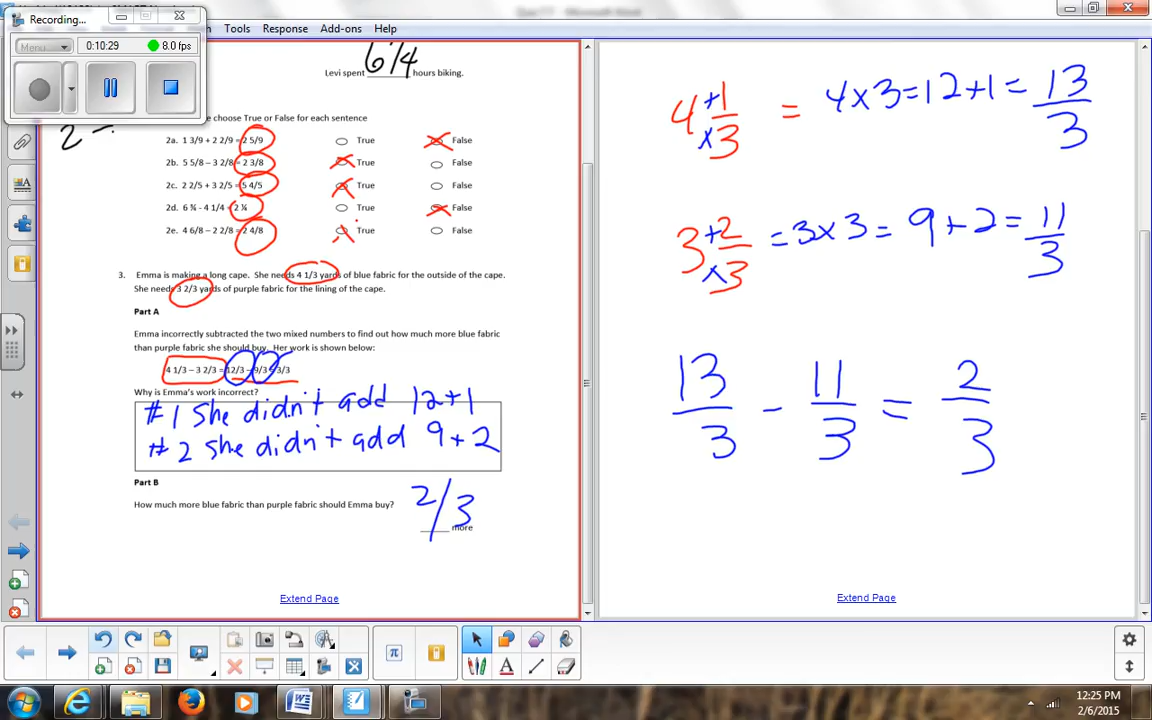 Recording...
Menu
0:10:29
8.0 fps
Tools Response Add-ons Help
6/4
Levi spent ______ hours biking.
choose True or False for each sentence
2
2a. 1 3/9 + 2 2/9 = 2 5/9 True False
2b. 5 5/8 – 3 2/8 = 2 3/8 True False
2c. 2 2/5 + 3 2/5 = 5 4/5 True False
2d. 6 ¾ - 4 1/4 = 2 ¼ True False
2e. 4 6/8 – 2 2/8 = 2 4/8 True False
3. Emma is making a long cape. She needs 4 1/3 yards of blue fabric for the outside of the cape.
She needs 3 2/3 yards of purple fabric for the lining of the cape.
Part A
Emma incorrectly subtracted the two mixed numbers to find out how much more blue fabric
than purple fabric she should buy. Her work is shown below:
4 1/3 – 3 2/3 = 12/3 – 9/3 = 3/3
Why is Emma's work incorrect?
#1 She didn't add 12+1
#2 she didn't add 9+2
Part B
How much more blue fabric than purple fabric should Emma buy? 2/3
____ more
Extend Page
4 + 1/3 x = 4x3=12+1= 13/3
3 + 2/3 x = 3x3= 9+2= 11/3
13/3 - 11/3 = 2/3
Extend Page
12:25 PM
2/6/2015